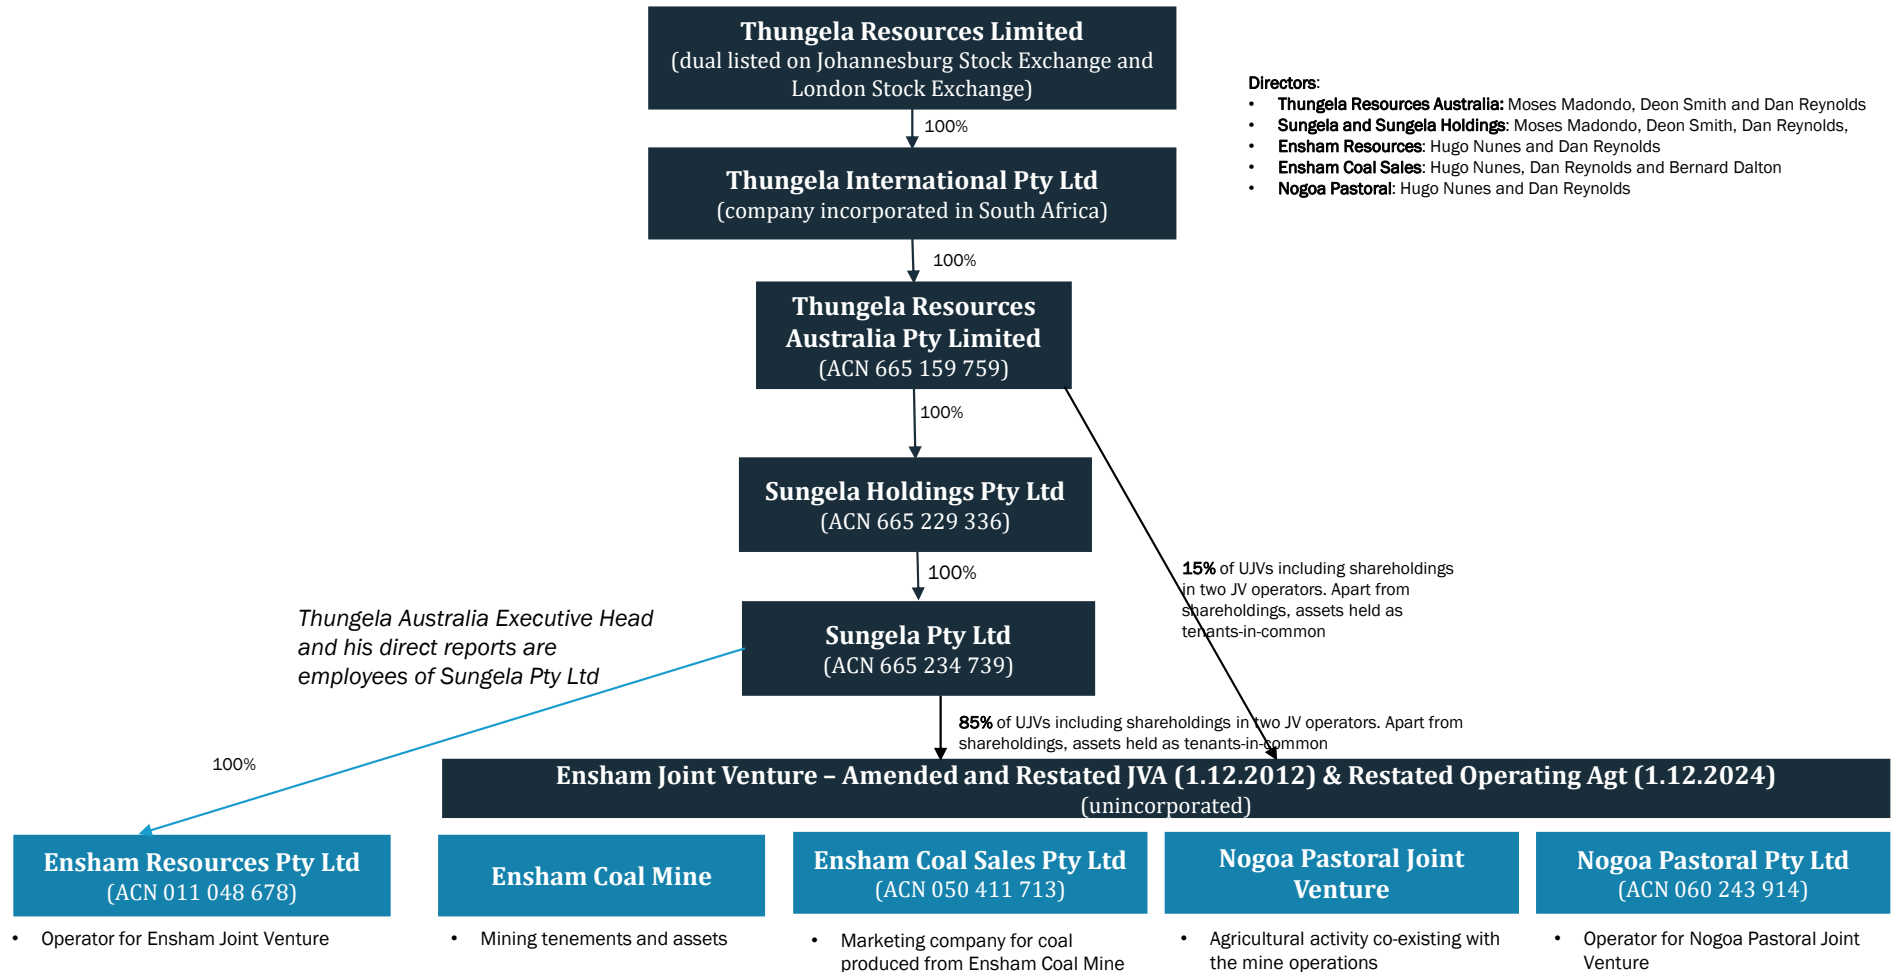 Thungela Resources Limited
(dual listed on Johannesburg Stock Exchange and
London Stock Exchange)
Directors:
• Thungela Resources Australia: Moses Madondo, Deon Smith and Dan Reynolds
• Sungela and Sungela Holdings: Moses Madondo, Deon Smith, Dan Reynolds,
• Ensham Resources: Hugo Nunes and Dan Reynolds
• Ensham Coal Sales: Hugo Nunes, Dan Reynolds and Bernard Dalton
• Nogoa Pastoral: Hugo Nunes and Dan Reynolds
100%
Thungela International Pty Ltd
(company incorporated in South Africa)
100%
Thungela Resources
Australia Pty Limited
(ACN 665 159 759)
100%
Sungela Holdings Pty Ltd
(ACN 665 229 336)
100%
15% of UJVs including shareholdings
in two JV operators. Apart from
shareholdings, assets held as
tenants-in-common
Thungela Australia Executive Head
and his direct reports are
employees of Sungela Pty Ltd
Sungela Pty Ltd
(ACN 665 234 739)
85% of UJVs including shareholdings in two JV operators. Apart from
shareholdings, assets held as tenants-in-common
100%
Ensham Joint Venture – Amended and Restated JVA (1.12.2012) & Restated Operating Agt (1.12.2024)
(unincorporated)
Ensham Resources Pty Ltd
(ACN 011 048 678)
• Operator for Ensham Joint Venture
Ensham Coal Mine
• Mining tenements and assets
Ensham Coal Sales Pty Ltd
(ACN 050 411 713)
• Marketing company for coal
produced from Ensham Coal Mine
Nogoa Pastoral Joint
Venture
• Agricultural activity co-existing with
the mine operations
Nogoa Pastoral Pty Ltd
(ACN 060 243 914)
• Operator for Nogoa Pastoral Joint
Venture